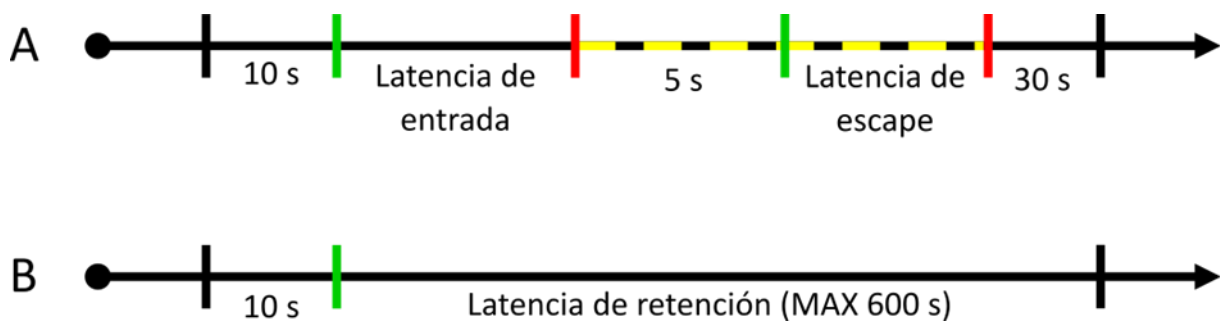 A
10 s
Latencia de
entrada
5 s
Latencia de
escape
30 s
B
10 s
Latencia de retención (MAX 600 s)